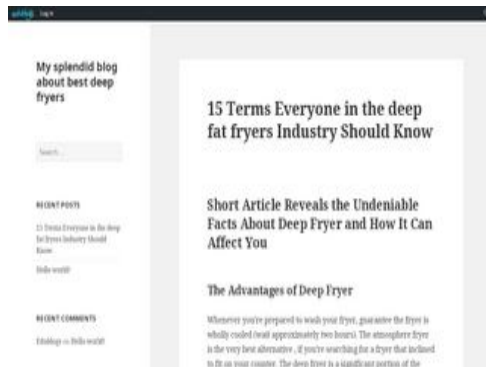 Log in
My splendid blog
about best deep
fryers
Search …
RECENT POSTS
15 Terms Everyone in the deep
fat fryers Industry Should
Know
Hello world!
RECENT COMMENTS
Edublogs on Hello world!
15 Terms Everyone in the deep
fat fryers Industry Should Know
Short Article Reveals the Undeniable
Facts About Deep Fryer and How It Can
Affect You
The Advantages of Deep Fryer
Whenever you're prepared to wash your fryer, guarantee the fryer is
wholly cooled (wait approximately two hours). The atmosphere fryer
is the very best alternative , if you're searching for a fryer that inclined
to fit on your counter. The deep fryer is a significant portion of the